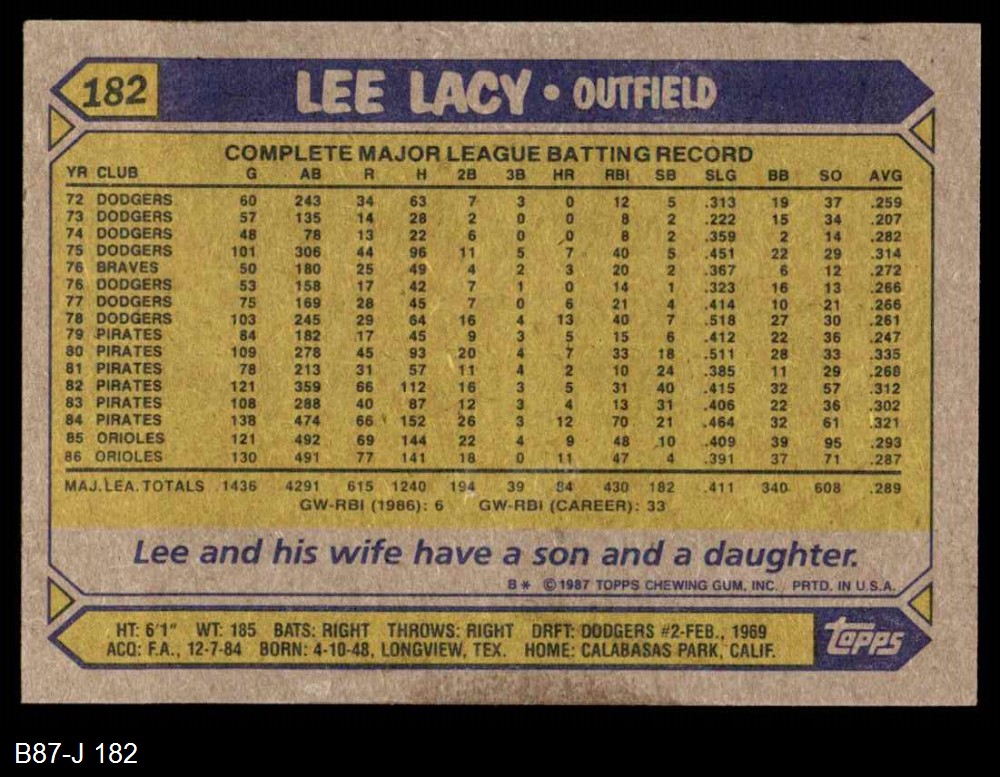 182 LEE LACY • OUTFIELD
COMPLETE MAJOR LEAGUE BATTING RECORD
YR CLUB G AB R H 2B 3B HR RBI SB SLG BB SO AVG
72 DODGERS 60 243 34 63 7 3 0 12 5 .313 19 37 .259
73 DODGERS 57 135 14 28 2 0 0 8 2 .222 15 34 .207
74 DODGERS 48 78 13 22 6 0 0 8 2 .359 2 14 .282
75 DODGERS 101 306 44 96 11 5 7 40 5 .451 22 29 .314
76 BRAVES 50 180 25 49 4 2 3 20 2 .367 6 12 .272
76 DODGERS 53 158 17 42 7 1 0 14 1 .323 16 13 .266
77 DODGERS 75 169 28 45 7 0 6 21 4 .414 10 21 .266
78 DODGERS 103 245 29 64 16 4 13 40 7 .518 27 30 .261
79 PIRATES 84 182 17 45 9 3 5 15 6 .412 22 36 .247
80 PIRATES 109 278 45 93 20 4 7 33 18 .511 28 33 .335
81 PIRATES 78 213 31 57 11 4 2 10 24 .385 11 29 .268
82 PIRATES 121 359 66 112 16 3 5 31 40 .415 32 57 .312
83 PIRATES 108 288 40 87 12 3 4 13 31 .406 22 36 .302
84 PIRATES 138 474 66 152 26 3 12 70 21 .464 32 61 .321
85 ORIOLES 121 492 69 144 22 4 9 48 10 .409 39 95 .293
86 ORIOLES 130 491 77 141 18 0 11 47 4 .391 37 71 .287
MAJ.LEA.TOTALS 1436 4291 615 1240 194 39 84 430 182 .411 340 608 .289
GW-RBI (1986): 6 GW-RBI (CAREER): 33
Lee and his wife have a son and a daughter.
B* ©1987 TOPPS CHEWING GUM, INC. PRTD. IN U.S.A.
HT: 6'1" WT: 185 BATS: RIGHT THROWS: RIGHT DRFT: DODGERS #2-FEB., 1969
ACQ: F.A., 12-7-84 BORN: 4-10-48, LONGVIEW, TEX. HOME: CALABASAS PARK, CALIF.
topps
B87-J 182